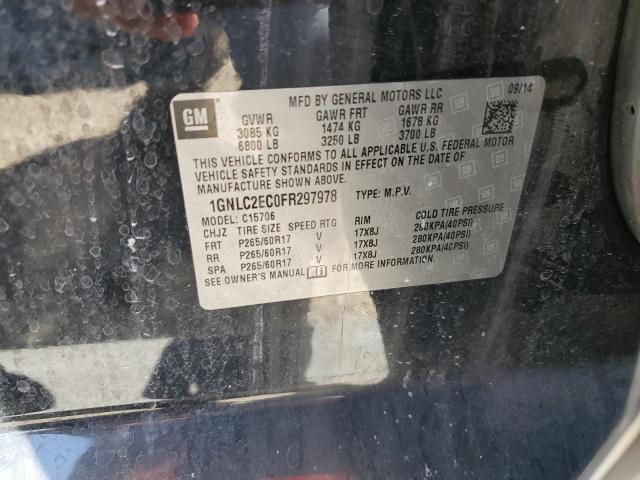 GM
MFD BY GENERAL MOTORS LLC 09/14
GVWR GAWR FRT GAWR RR
3085 KG 1474 KG 1678 KG
6800 LB 3250 LB 3700 LB
THIS VEHICLE CONFORMS TO ALL APPLICABLE U.S. FEDERAL MOTOR
VEHICLE SAFETY STANDARDS IN EFFECT ON THE DATE OF
MANUFACTURE SHOWN ABOVE.
1GNLC2EC0FR297978 TYPE: M.P.V.
MODEL: C15706
CHJZ TIRE SIZE SPEED RTG RIM COLD TIRE PRESSURE
FRT P265/60R17 V 17X8J 280KPA(40PSI)
RR P265/60R17 V 17X8J 280KPA(40PSI)
SPA P265/60R17 V 17X8J 280KPA(40PSI)
SEE OWNER'S MANUAL FOR MORE INFORMATION.